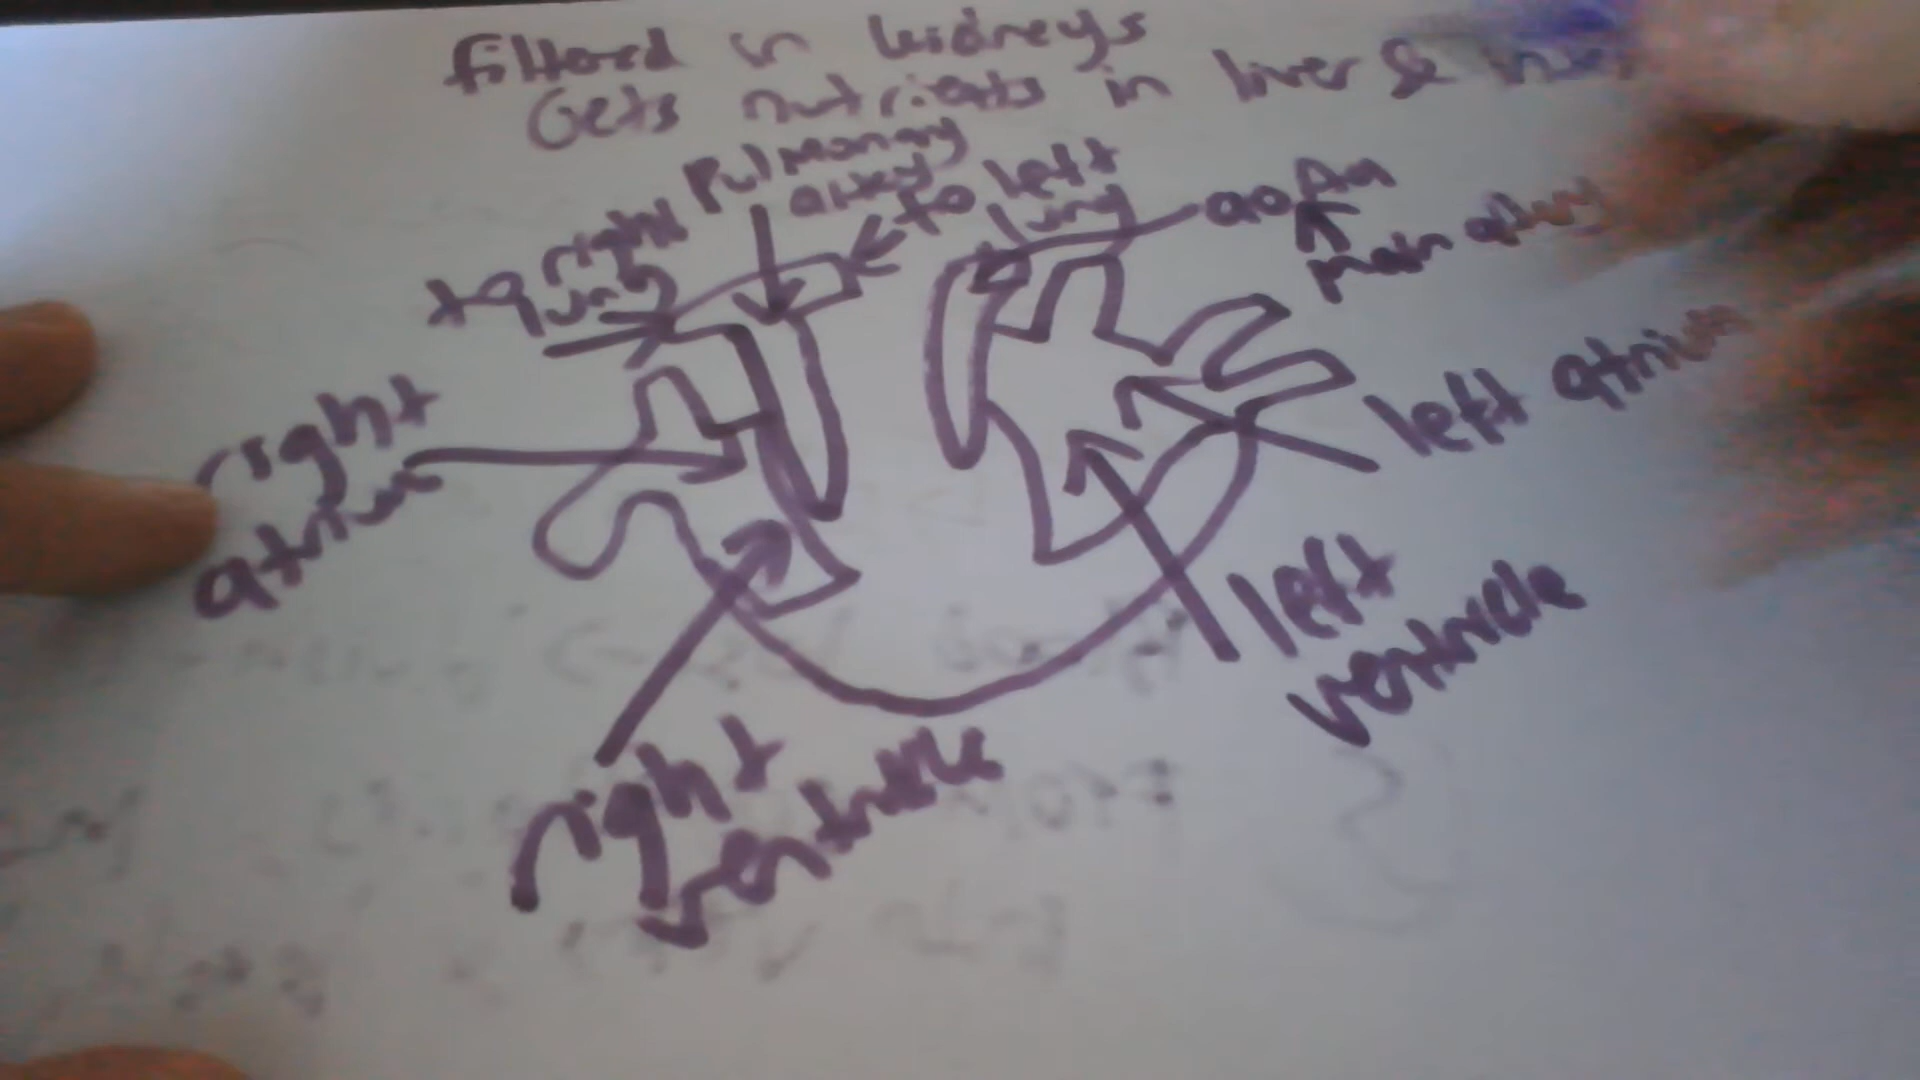 filterd in kidneys
Gets nutrients in liver &
Pulmonary
artery
to left
lung
aorta
main artery
to right
lung
right
atrium
left atrium
left
ventricle
right
ventricle